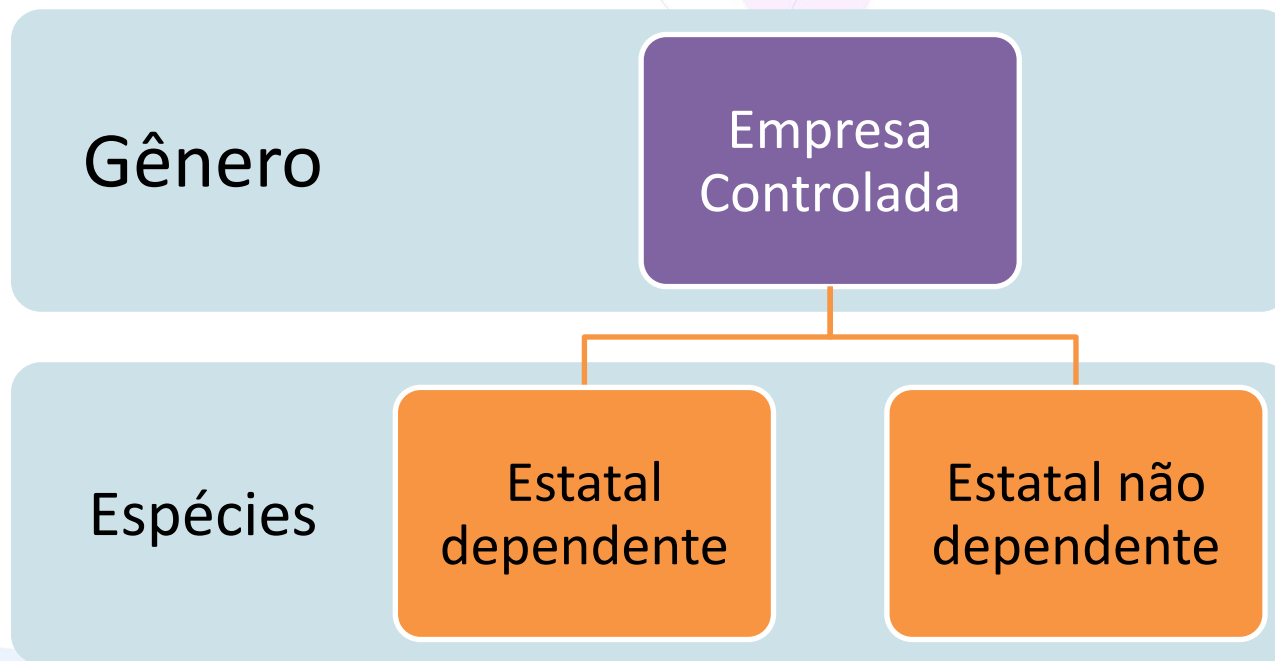 Gênero
Empresa
Controlada
Espécies
Estatal
dependente
Estatal não
dependente